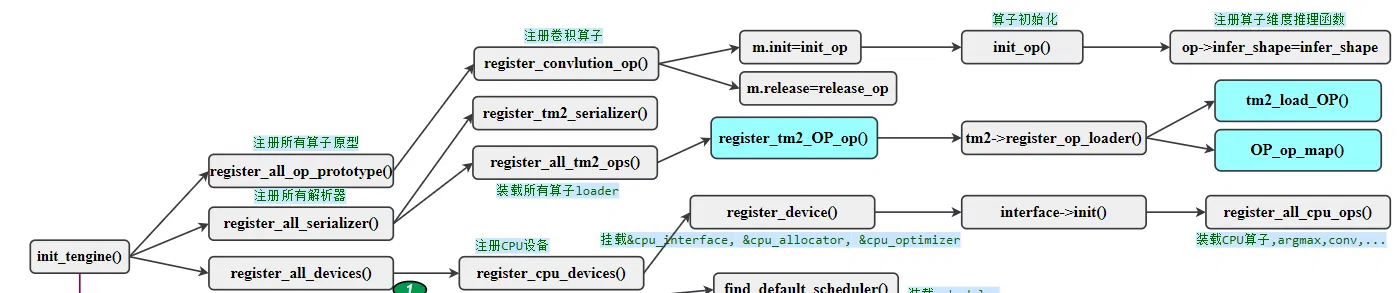 算子初始化
注册算子维度推理函数
注册卷积算子
m.init=init_op
init_op()
op->infer_shape=infer_shape
register_convlution_op()
m.release=release_op
tm2_load_OP()
register_tm2_serializer()
register_tm2_OP_op()
tm2->register_op_loader()
注册所有算子原型
OP_op_map()
register_all_tm2_ops()
register_all_op_prototype()
装载所有算子loader
注册所有解析器
register_all_serializer()
register_device()
interface->init()
register_all_cpu_ops()
注册CPU设备
挂载&cpu_interface, &cpu_allocator, &cpu_optimizer
装载CPU算子,argmax,conv,...
init_tengine()
register_all_devices()
register_cpu_devices()
1
find_default_scheduler()